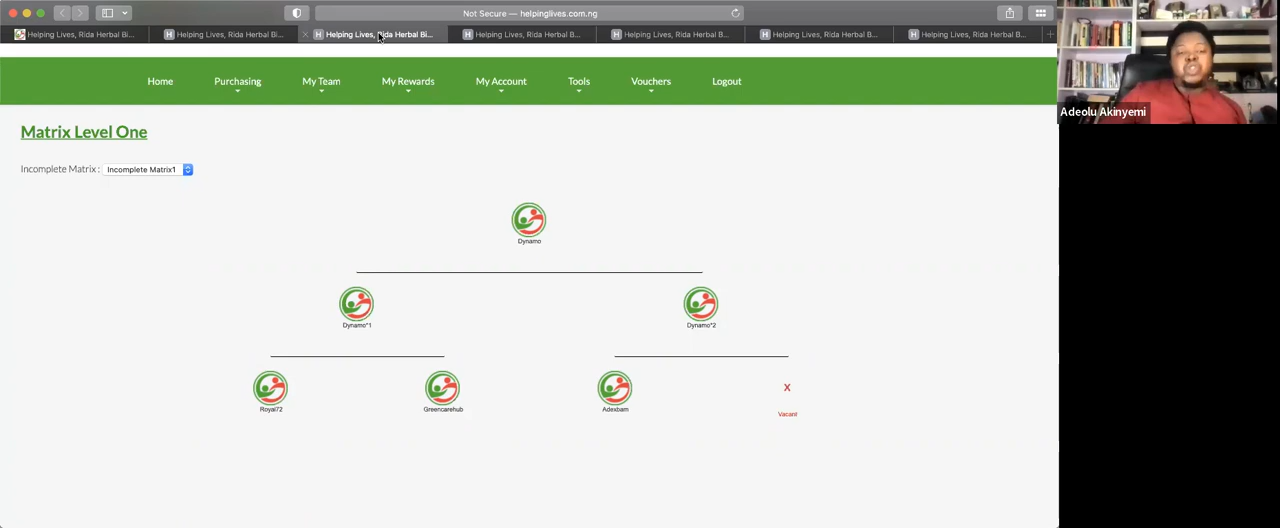 Not Secure — helpinglives.com.ng
Helping Lives, Rida Herbal Bi...
Helping Lives, Rida Herbal Bi...
Helping Lives, Rida Herbal Bi...
Helping Lives, Rida Herbal B...
Helping Lives, Rida Herbal B...
Helping Lives, Rida Herbal B...
Helping Lives, Rida Herbal B...
Home Purchasing My Team My Rewards My Account Tools Vouchers Logout
Adeolu Akinyemi
Matrix Level One
Incomplete Matrix : Incomplete Matrix1
Dynamo
Dynamo*1 Dynamo*2
Royal72 Greencarehub Adexbam
X
Vacant